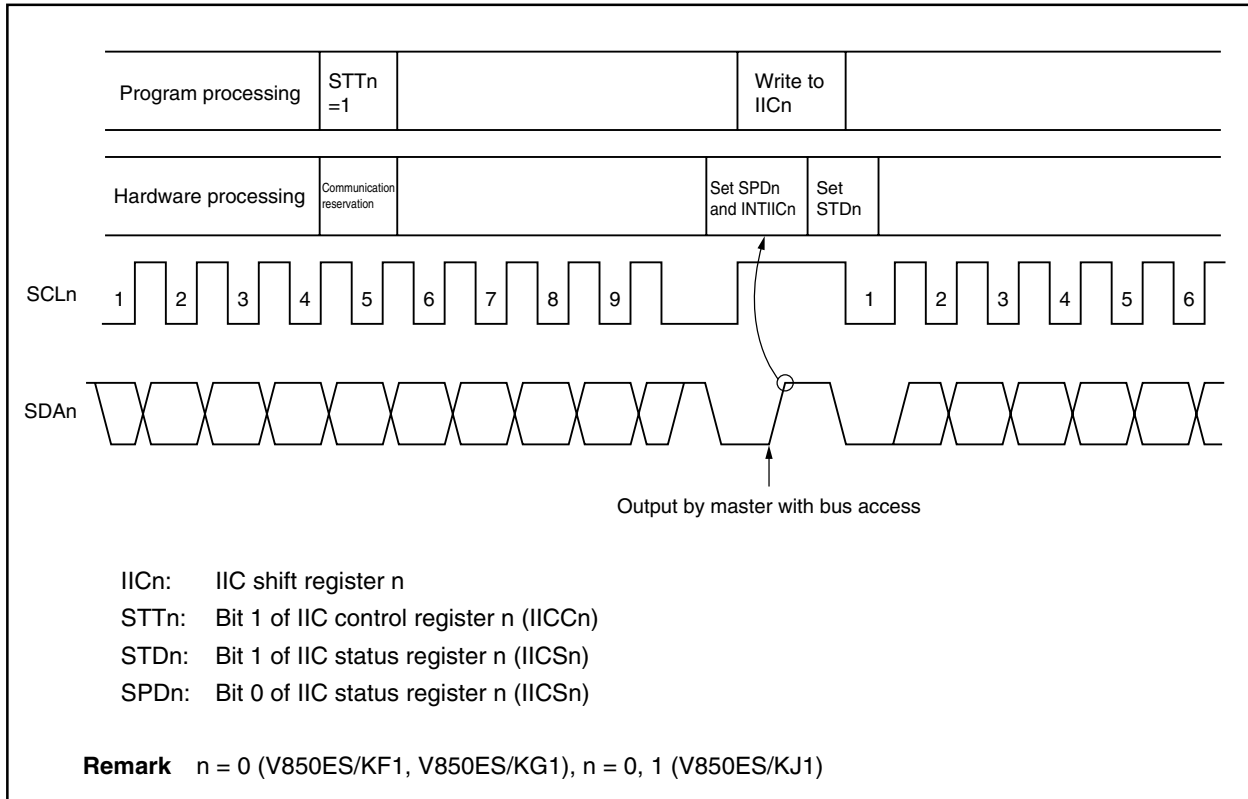 Program processing
STTn
=1
Write to
IICn
Hardware processing
Communication
reservation
Set SPDn
and INTIICn
Set
STDn
SCLn 1 2 3 4 5 6 7 8 9 1 2 3 4 5 6
SDAn
Output by master with bus access
IICn: IIC shift register n
STTn: Bit 1 of IIC control register n (IICCn)
STDn: Bit 1 of IIC status register n (IICSn)
SPDn: Bit 0 of IIC status register n (IICSn)
Remark n = 0 (V850ES/KF1, V850ES/KG1), n = 0, 1 (V850ES/KJ1)